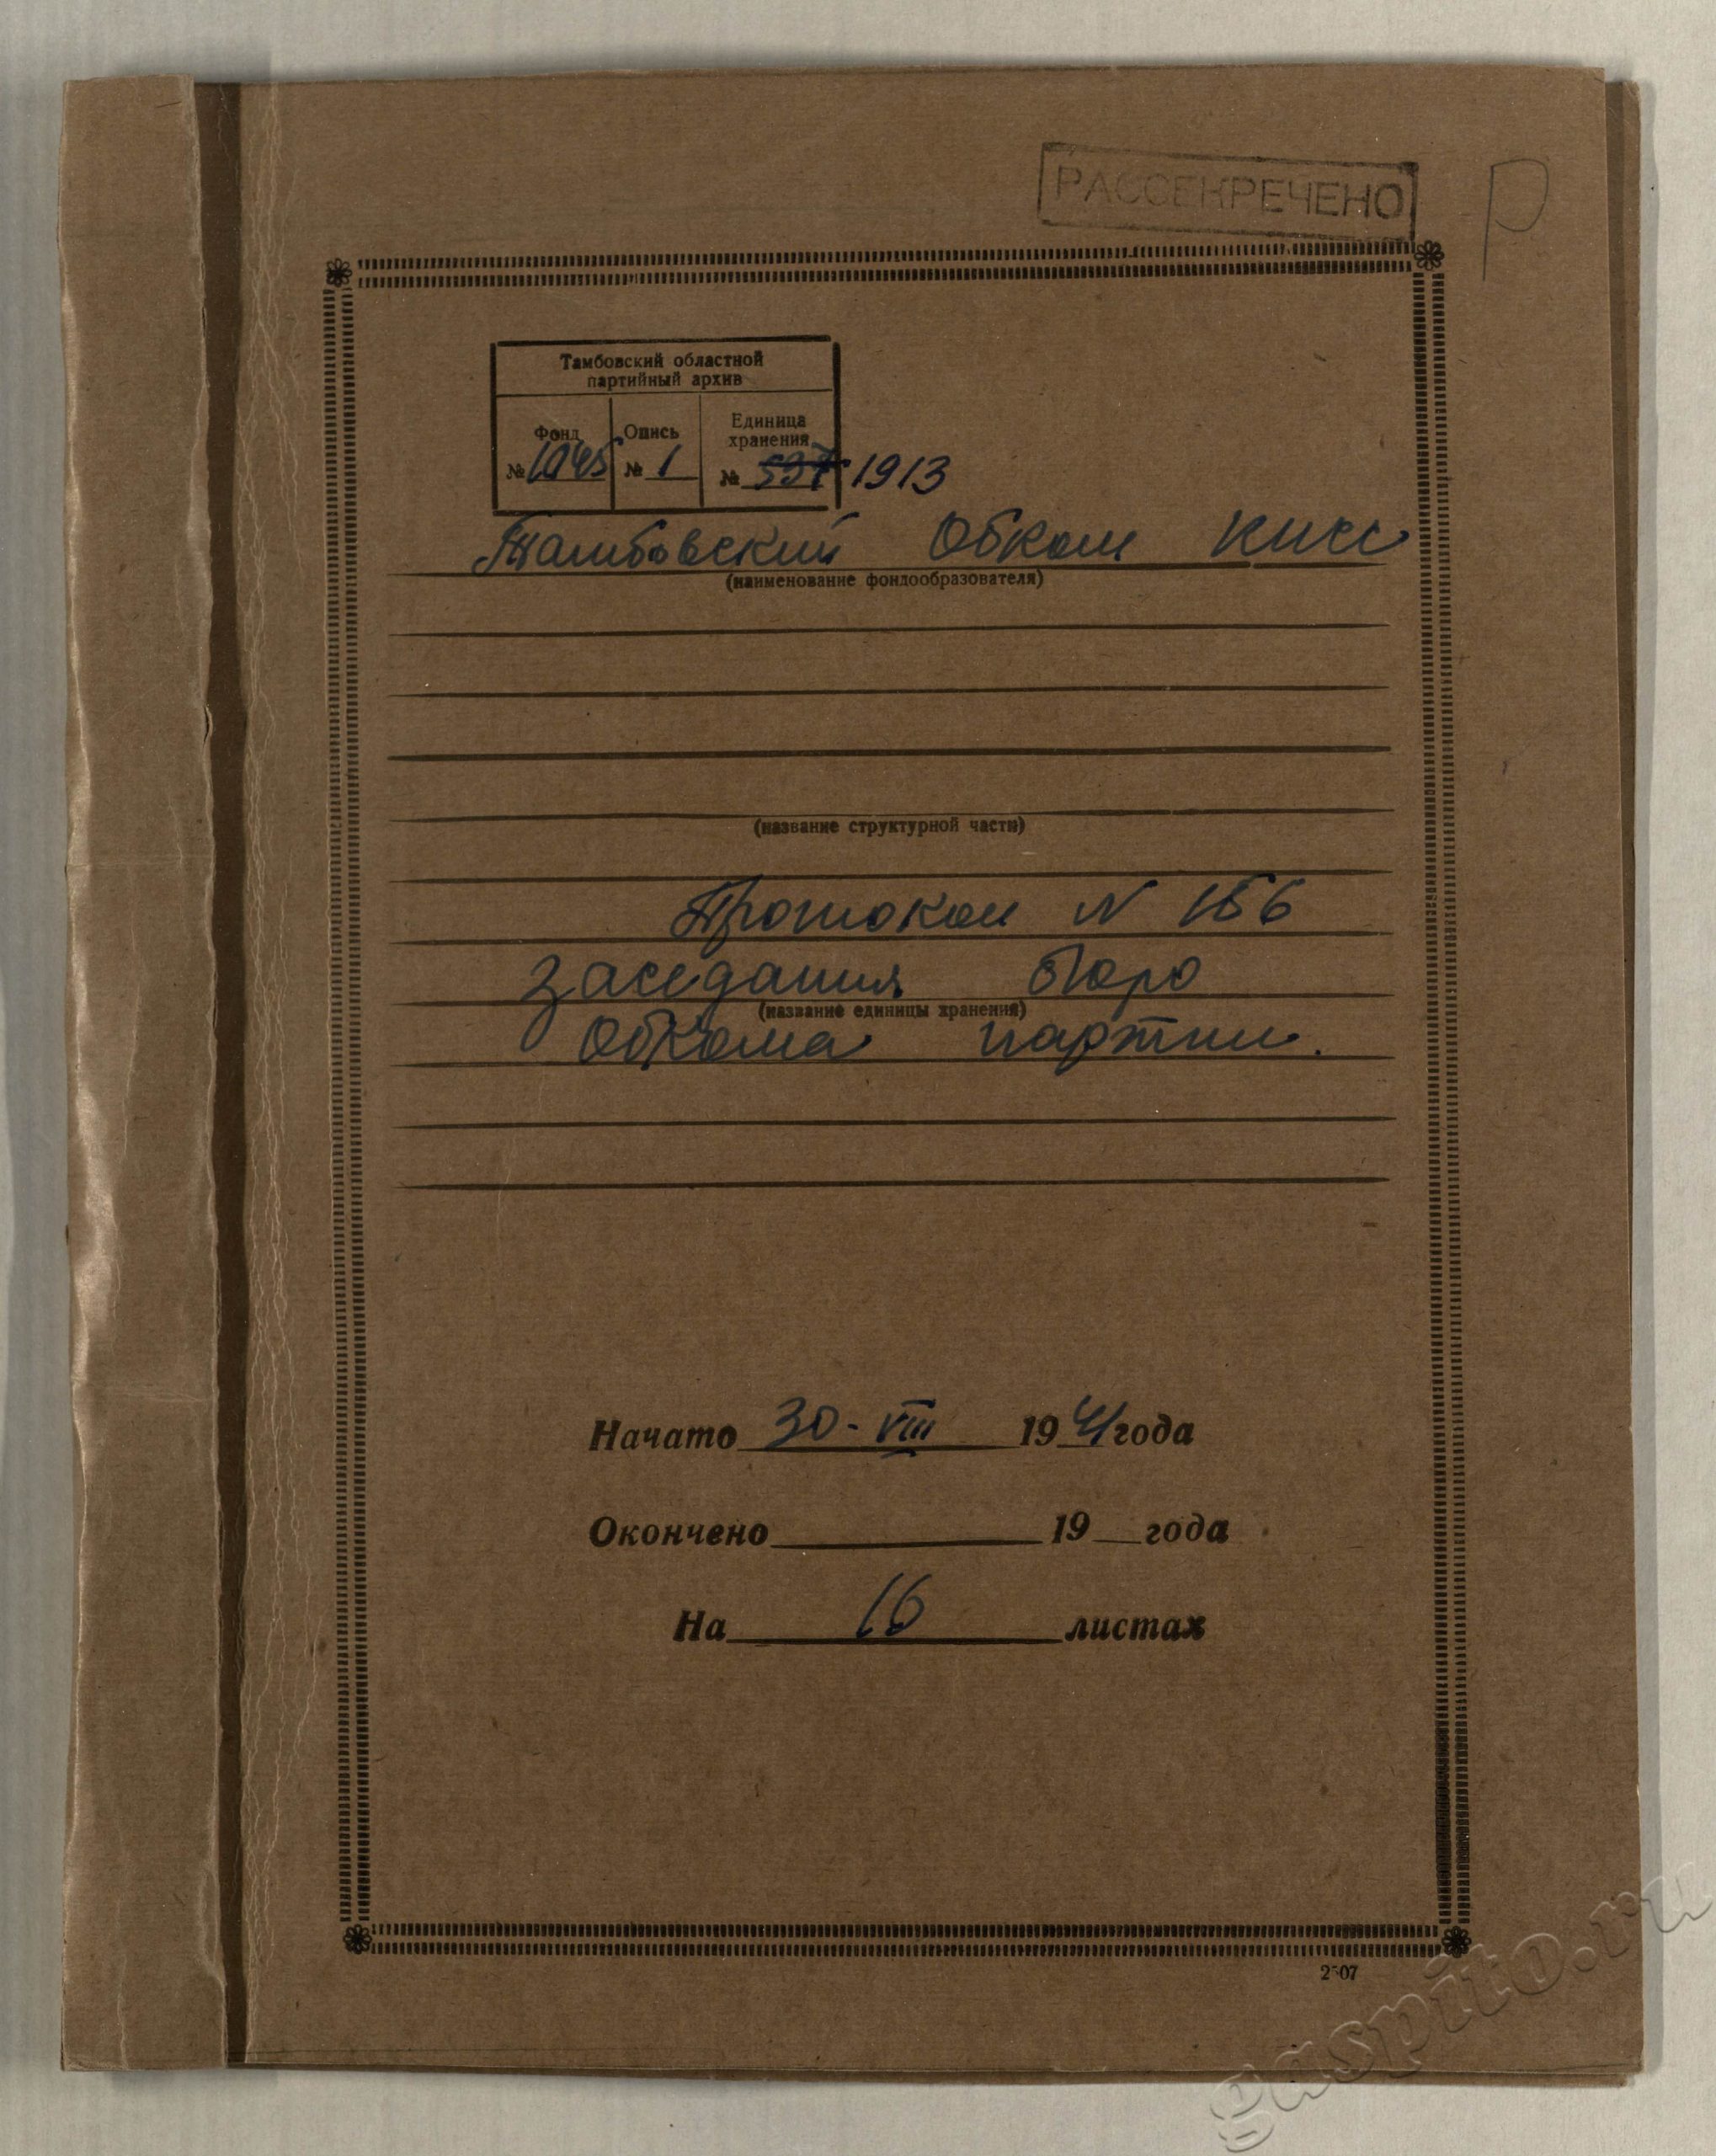 РАССЕКРЕЧЕНО
Р
Тамбовский областной
партийный архив
Фонд Опись Единица
хранения
№ 1045 № 1 № 597 1913
Тамбовский Обком КПСС
(наименование фондообразователя)
(название структурной части)
Протокол N 156
заседания бюро
(название единицы хранения)
Обкома партии.
Начато 30-VIII 1941 года
Окончено 19 года
На 16 листах
gaspito.ru